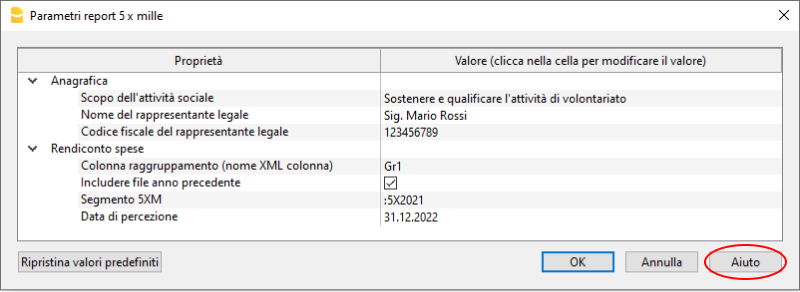 Parametri report 5 x mille
Proprietà Valore (clicca nella cella per modificare il valore)
Anagrafica
Scopo dell'attività sociale Sostenere e qualificare l'attività di volontariato
Nome del rappresentante legale Sig. Mario Rossi
Codice fiscale del rappresentante legale 123456789
Rendiconto spese
Colonna raggruppamento (nome XML colonna) Gr1
Includere file anno precedente
Segmento 5XM :5X2021
Data di percezione 31.12.2022
Ripristina valori predefiniti OK Annulla Aiuto